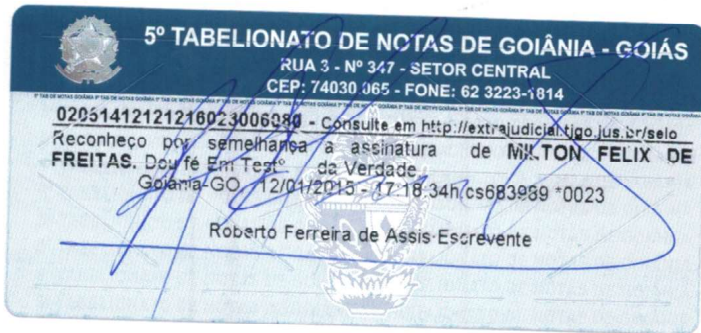 5º TABELIONATO DE NOTAS DE GOIÂNIA - GOIÁS
RUA 3 - Nº 347 - SETOR CENTRAL
CEP: 74030 065 - FONE: 62 3223-1814
- Consulte em http://extrajudicial.tjgo.jus.br/selo
Reconheço por semelhança a assinatura de MILTON FELIX DE
FREITAS. Dou fé Em Testº da Verdade
Goiânia-GO, 12/01/2015 - 17:18:34h cs683989 *0023
Roberto Ferreira de Assis-Escrevente